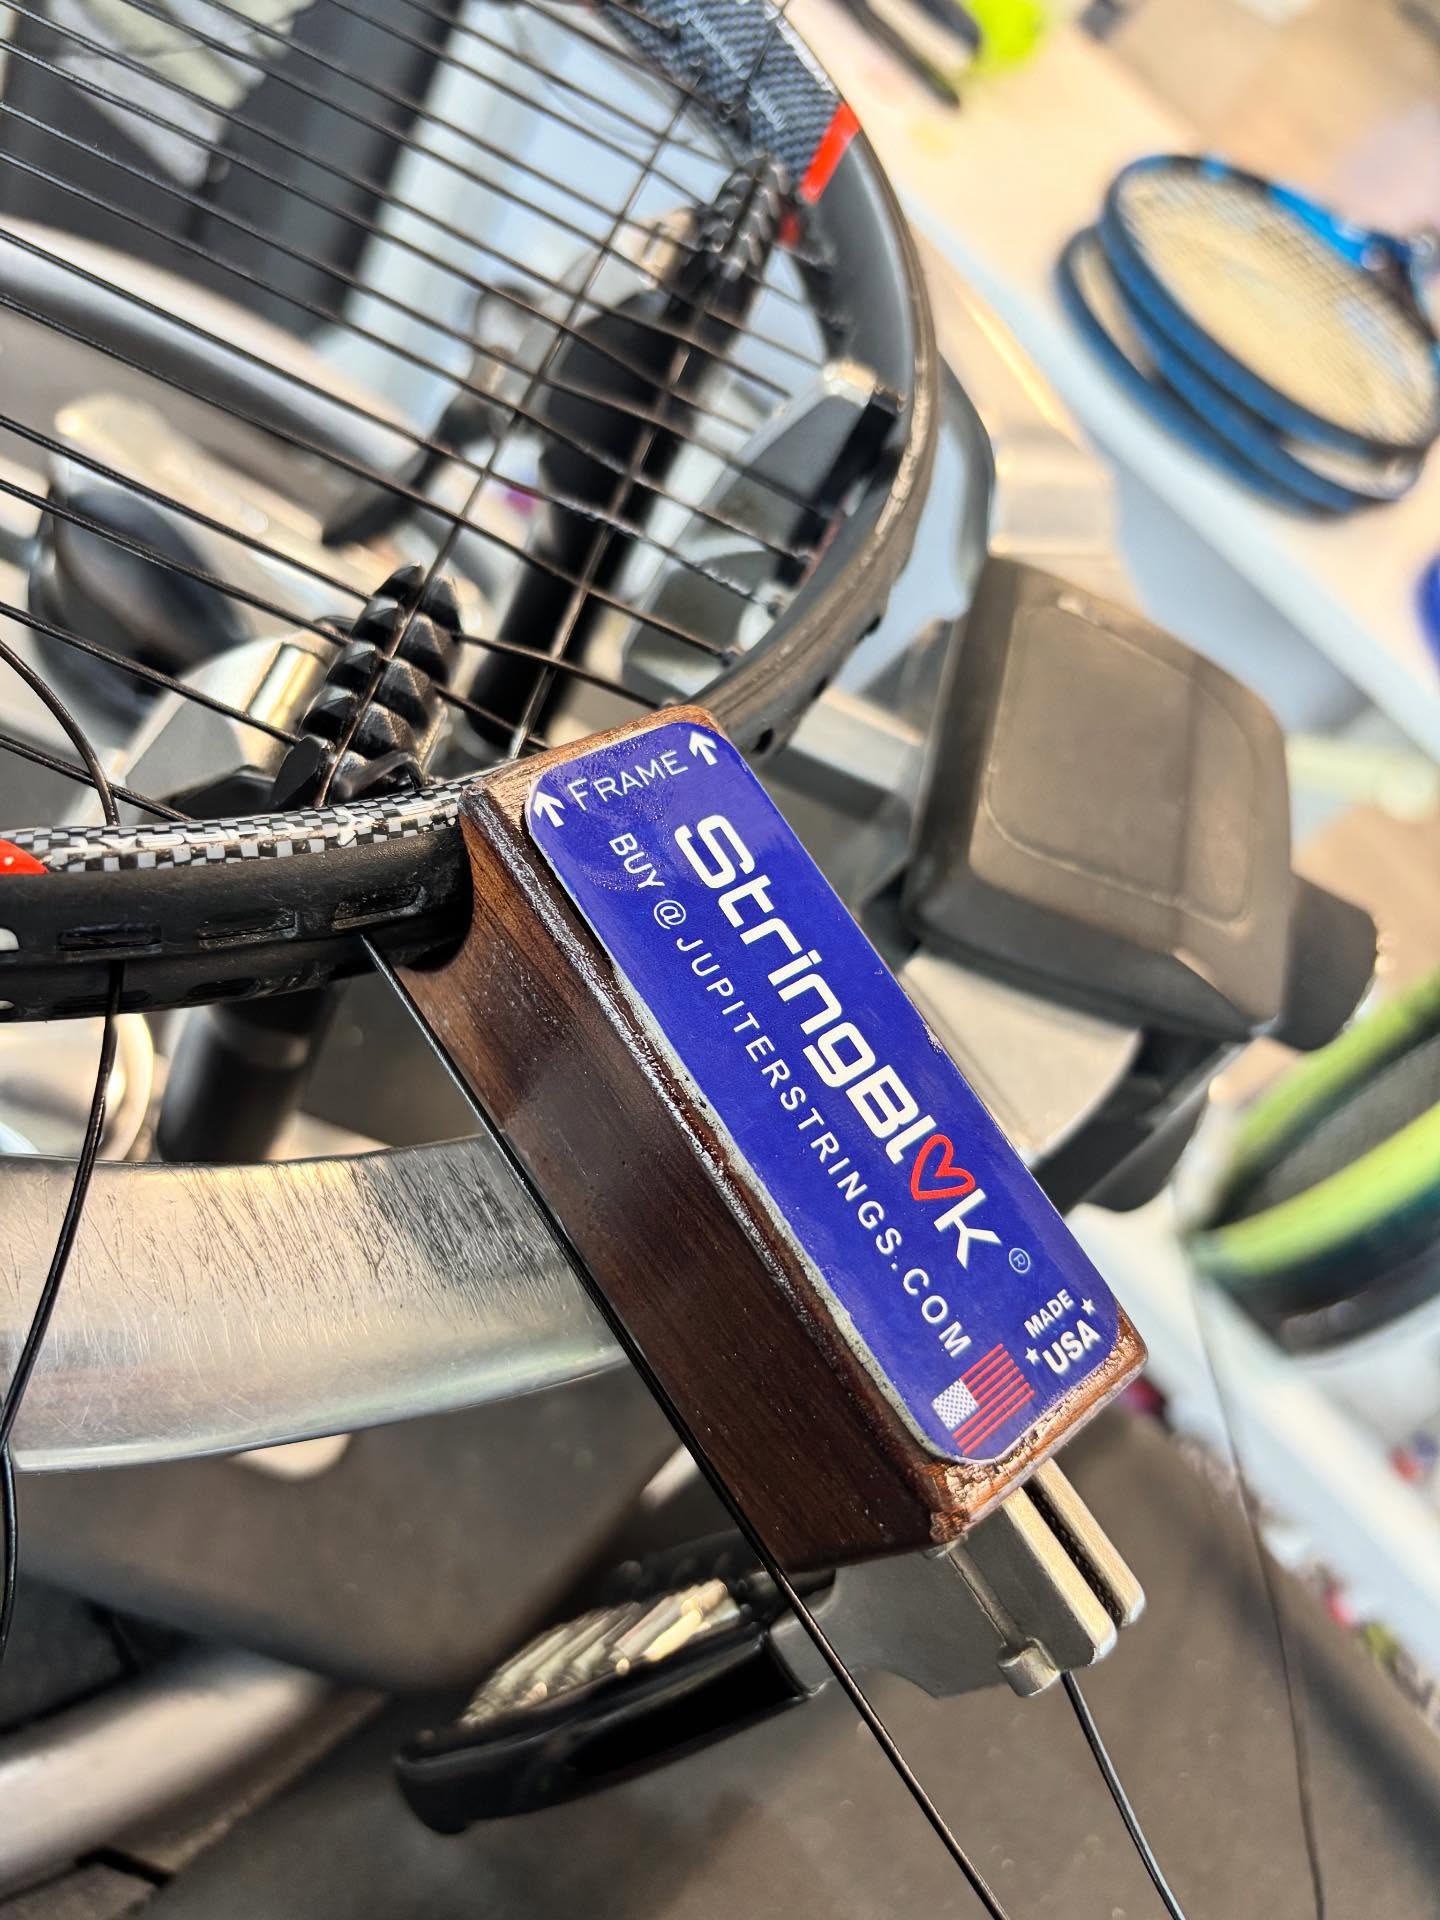 FRAME
StringBlok ®
BUY @ JUPITERSTRINGS.COM
MADE
USA